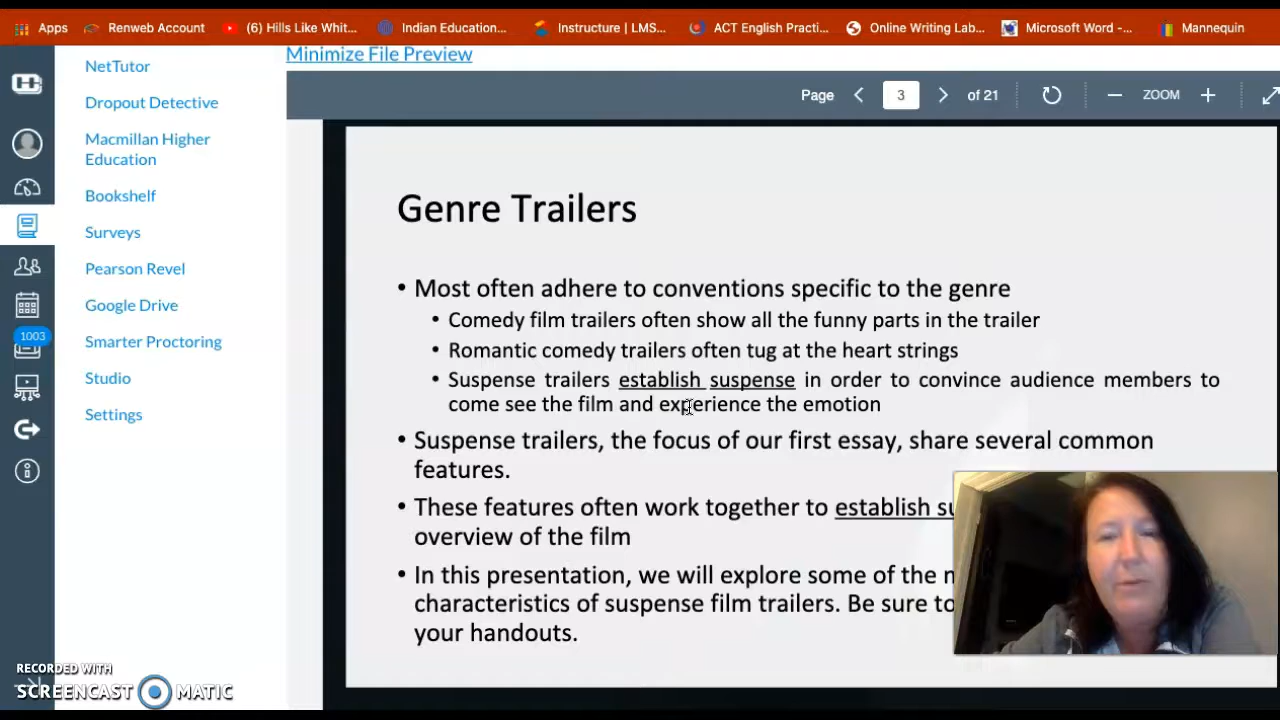 Apps Renweb Account (6) Hills Like Whit... Indian Education... Instructure | LMS... ACT English Practi... Online Writing Lab... Microsoft Word -... Mannequin
Minimize File Preview
NetTutor
Dropout Detective
Macmillan Higher
Education
Bookshelf
Surveys
Pearson Revel
Google Drive
Smarter Proctoring
Studio
Settings
1003
Page 3 of 21 ZOOM
Genre Trailers
• Most often adhere to conventions specific to the genre
• Comedy film trailers often show all the funny parts in the trailer
• Romantic comedy trailers often tug at the heart strings
• Suspense trailers establish suspense in order to convince audience members to
come see the film and experience the emotion
• Suspense trailers, the focus of our first essay, share several common
features.
• These features often work together to establish
overview of the film
• In this presentation, we will explore some of the
characteristics of suspense film trailers. Be sure to
your handouts.
RECORDED WITH
SCREENCAST MATIC